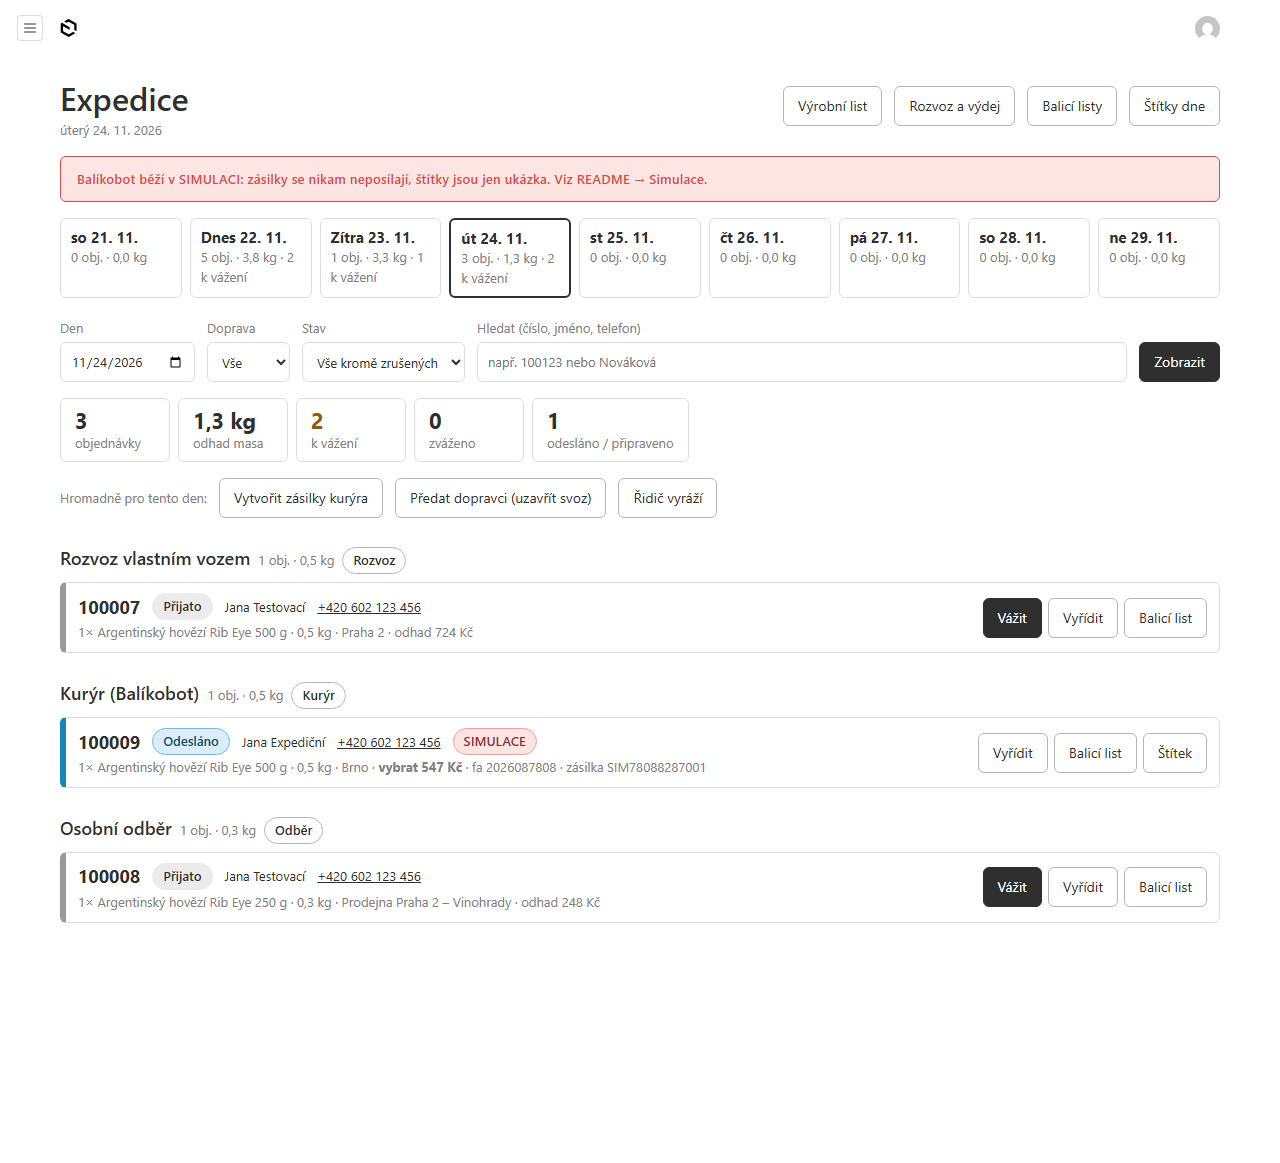 Expedice
úterý 24. 11. 2026
Výrobní list
Rozvoz a výdej
Balicí listy
Štítky dne
Balíkobot běží v SIMULACI: zásilky se nikam neposílají, štítky jsou jen ukázka. Viz README → Simulace.
so 21. 11.
0 obj. · 0,0 kg
Dnes 22. 11.
5 obj. · 3,8 kg · 2
k vážení
Zítra 23. 11.
1 obj. · 3,3 kg · 1
k vážení
út 24. 11.
3 obj. · 1,3 kg · 2
k vážení
st 25. 11.
0 obj. · 0,0 kg
čt 26. 11.
0 obj. · 0,0 kg
pá 27. 11.
0 obj. · 0,0 kg
so 28. 11.
0 obj. · 0,0 kg
ne 29. 11.
0 obj. · 0,0 kg
Den
11/24/2026
Doprava
Vše
Stav
Vše kromě zrušených
Hledat (číslo, jméno, telefon)
např. 100123 nebo Nováková
Zobrazit
3
objednávky
1,3 kg
odhad masa
2
k vážení
0
zváženo
1
odesláno / připraveno
Hromadně pro tento den:
Vytvořit zásilky kurýra
Předat dopravci (uzavřít svoz)
Řidič vyráží
Rozvoz vlastním vozem 1 obj. · 0,5 kg Rozvoz
100007 Přijato Jana Testovací +420 602 123 456
1× Argentinský hovězí Rib Eye 500 g · 0,5 kg · Praha 2 · odhad 724 Kč
Vážit
Vyřídit
Balicí list
Kurýr (Balíkobot) 1 obj. · 0,5 kg Kurýr
100009 Odesláno Jana Expediční +420 602 123 456 SIMULACE
1× Argentinský hovězí Rib Eye 500 g · 0,5 kg · Brno · vybrat 547 Kč · fa 2026087808 · zásilka SIM78088287001
Vyřídit
Balicí list
Štítek
Osobní odběr 1 obj. · 0,3 kg Odběr
100008 Přijato Jana Testovací +420 602 123 456
1× Argentinský hovězí Rib Eye 250 g · 0,3 kg · Prodejna Praha 2 – Vinohrady · odhad 248 Kč
Vážit
Vyřídit
Balicí list